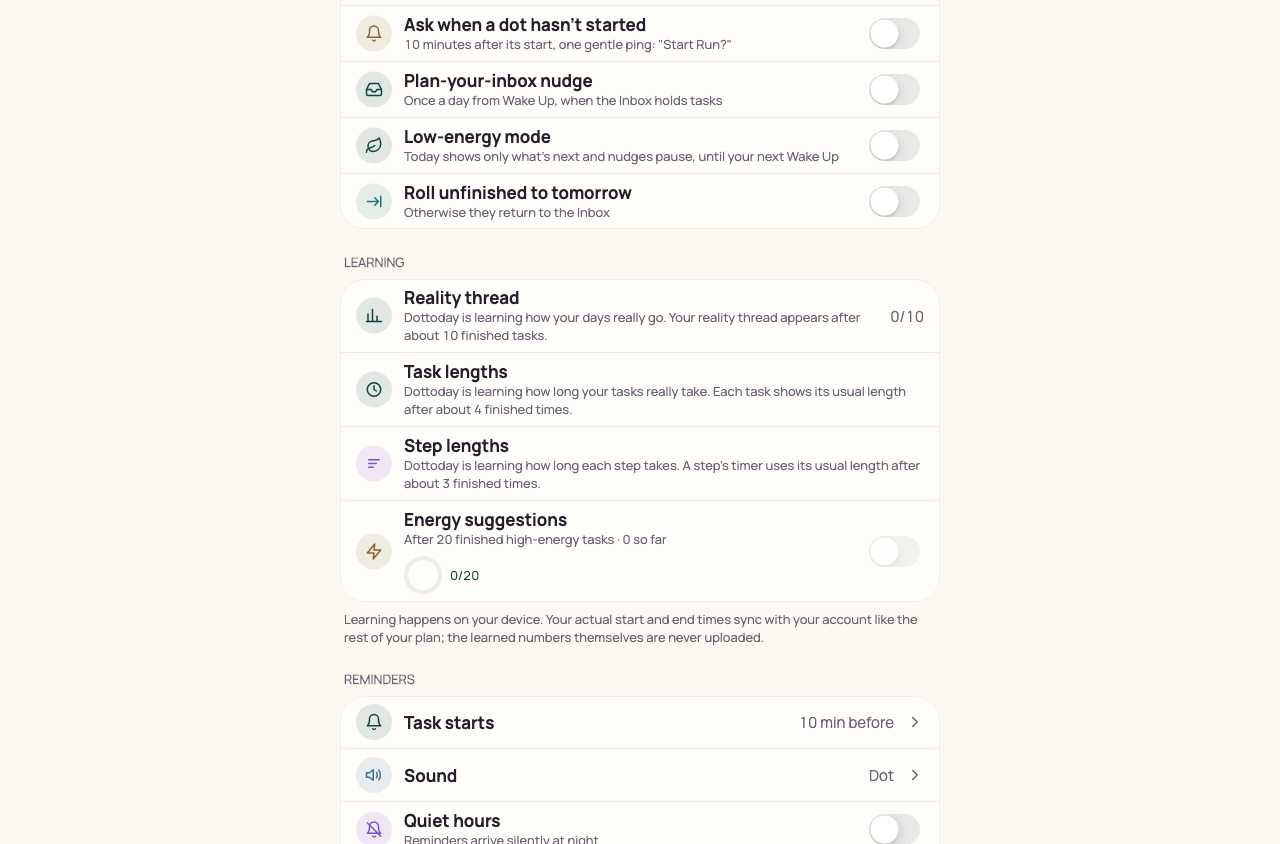 Ask when a dot hasn't started
10 minutes after its start, one gentle ping: "Start Run?"
Plan-your-inbox nudge
Once a day from Wake Up, when the Inbox holds tasks
Low-energy mode
Today shows only what's next and nudges pause, until your next Wake Up
Roll unfinished to tomorrow
Otherwise they return to the Inbox
LEARNING
Reality thread
Dottoday is learning how your days really go. Your reality thread appears after
about 10 finished tasks.
0/10
Task lengths
Dottoday is learning how long your tasks really take. Each task shows its usual length
after about 4 finished times.
Step lengths
Dottoday is learning how long each step takes. A step's timer uses its usual length after
about 3 finished times.
Energy suggestions
After 20 finished high-energy tasks · 0 so far
0/20
Learning happens on your device. Your actual start and end times sync with your account like the
rest of your plan; the learned numbers themselves are never uploaded.
REMINDERS
Task starts
10 min before
Sound
Dot
Quiet hours
Reminders arrive silently at night